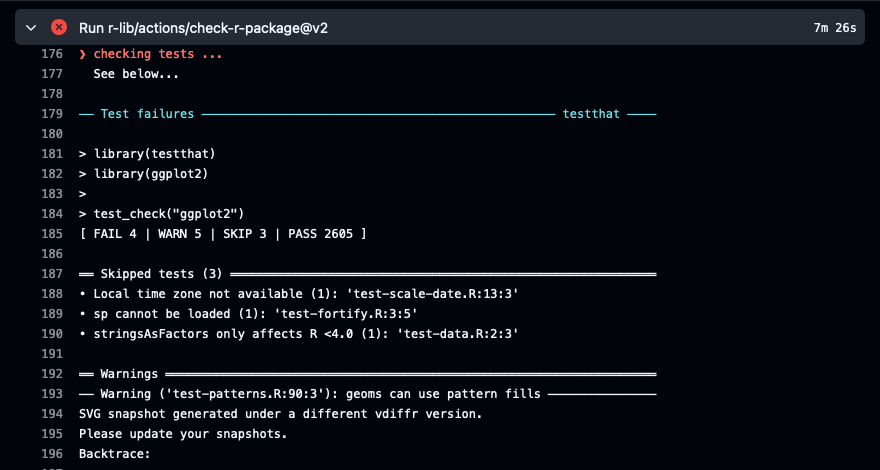 Run r-lib/actions/check-r-package@v2 7m 26s
176 ❯ checking tests ...
177 See below...
178
179 ── Test failures ───────────────────────────────────────────────── testthat ────
180
181 > library(testthat)
182 > library(ggplot2)
183 >
184 > test_check("ggplot2")
185 [ FAIL 4 | WARN 5 | SKIP 3 | PASS 2605 ]
186
187 ══ Skipped tests (3) ═══════════════════════════════════════════════════════════
188 • Local time zone not available (1): 'test-scale-date.R:13:3'
189 • sp cannot be loaded (1): 'test-fortify.R:3:5'
190 • stringsAsFactors only affects R <4.0 (1): 'test-data.R:2:3'
191
192 ══ Warnings ════════════════════════════════════════════════════════════════════
193 ── Warning ('test-patterns.R:90:3'): geoms can use pattern fills ───────────────
194 SVG snapshot generated under a different vdiffr version.
195 Please update your snapshots.
196 Backtrace: